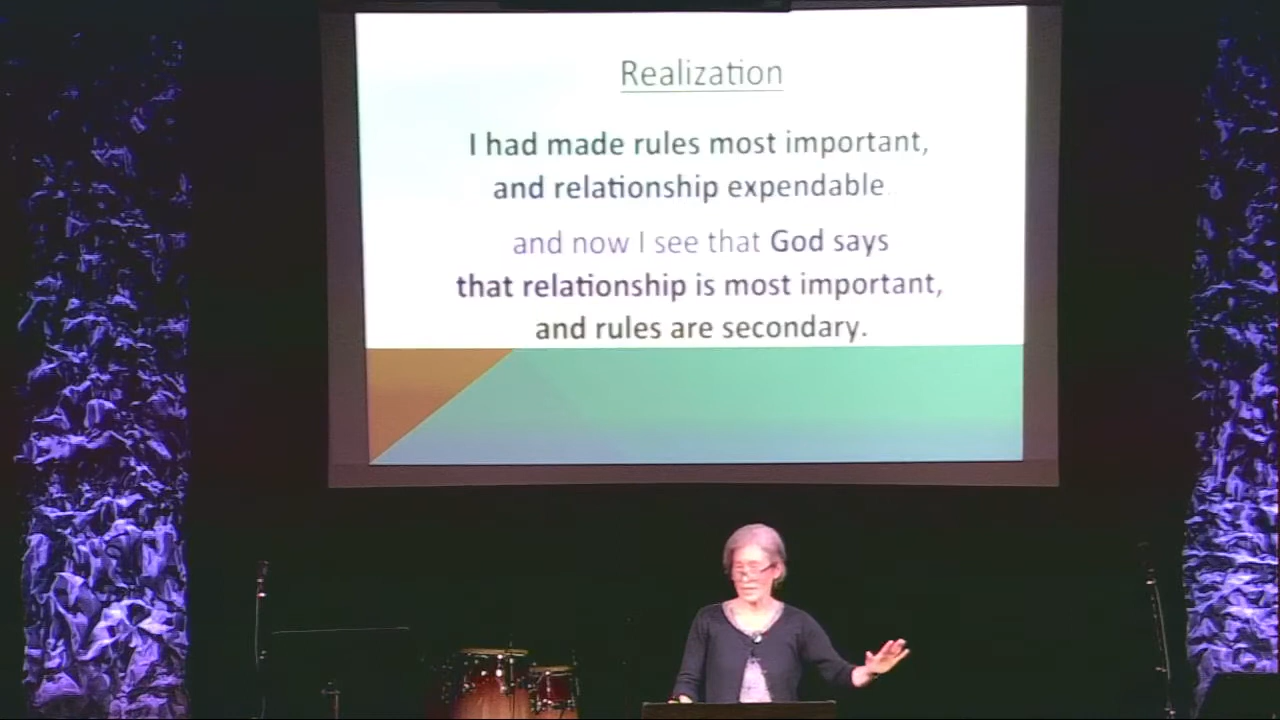 Realization
I had made rules most important,
and relationship expendable.
and now I see that God says
that relationship is most important,
and rules are secondary.